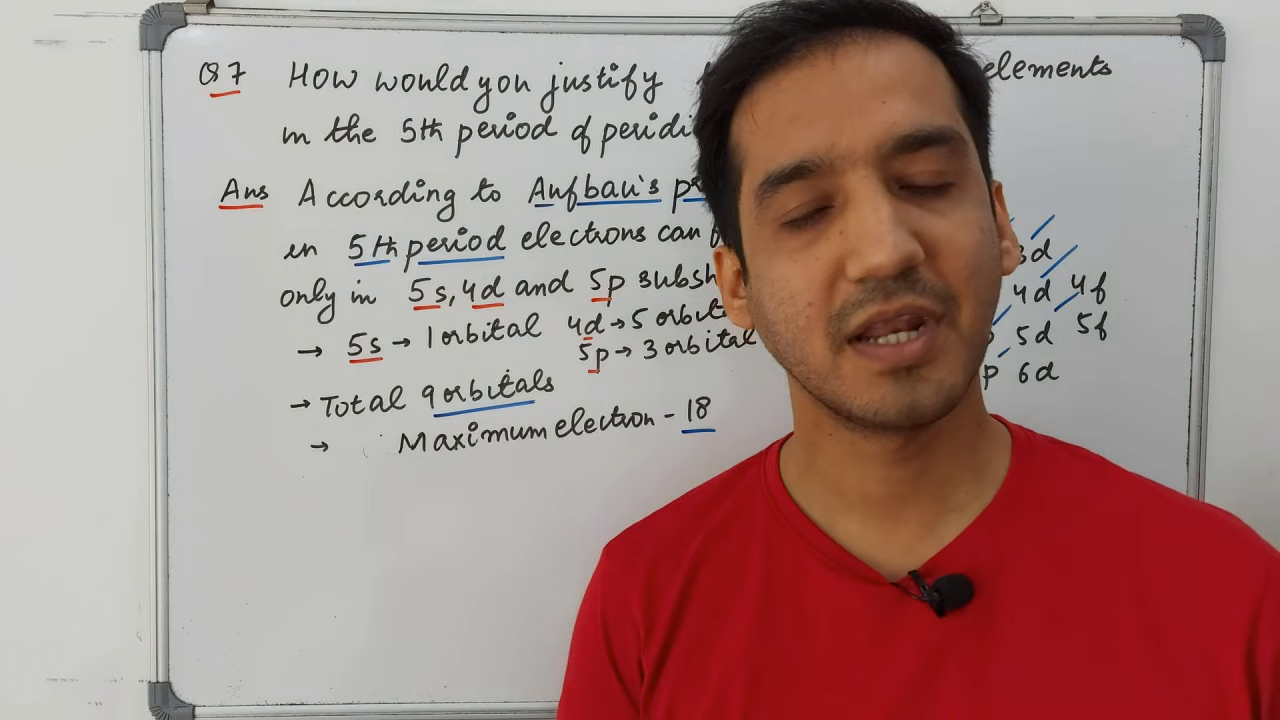 Q7 How would you justify elements
in the 5th period of peridi
Ans According to Aufbau's pr
in 5th period electrons can f
only in 5s, 4d and 5p subsh
→ 5s → 1 orbital 4d → 5 orbit
5p → 3 orbital
→ Total 9 orbitals
→ Maximum election - 18
3d
4d 4f
5d 5f
p 6d